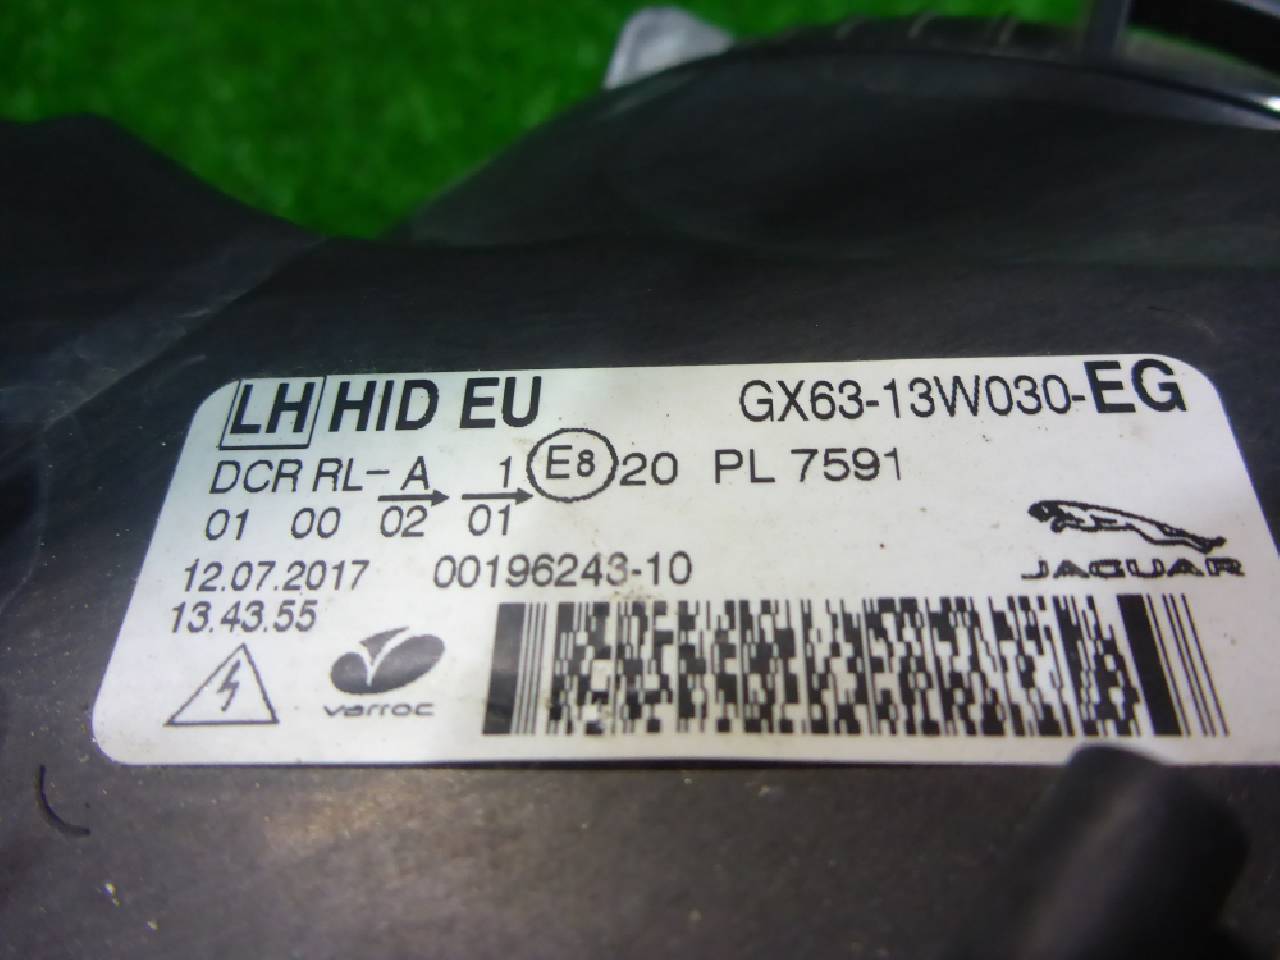 LH HID EU GX63-13W030-EG
DCR RL- A 1 E8 20 PL 7591
01 00 02 01
12.07.2017 00196243-10
13.43.55
JAGUAR
varroc